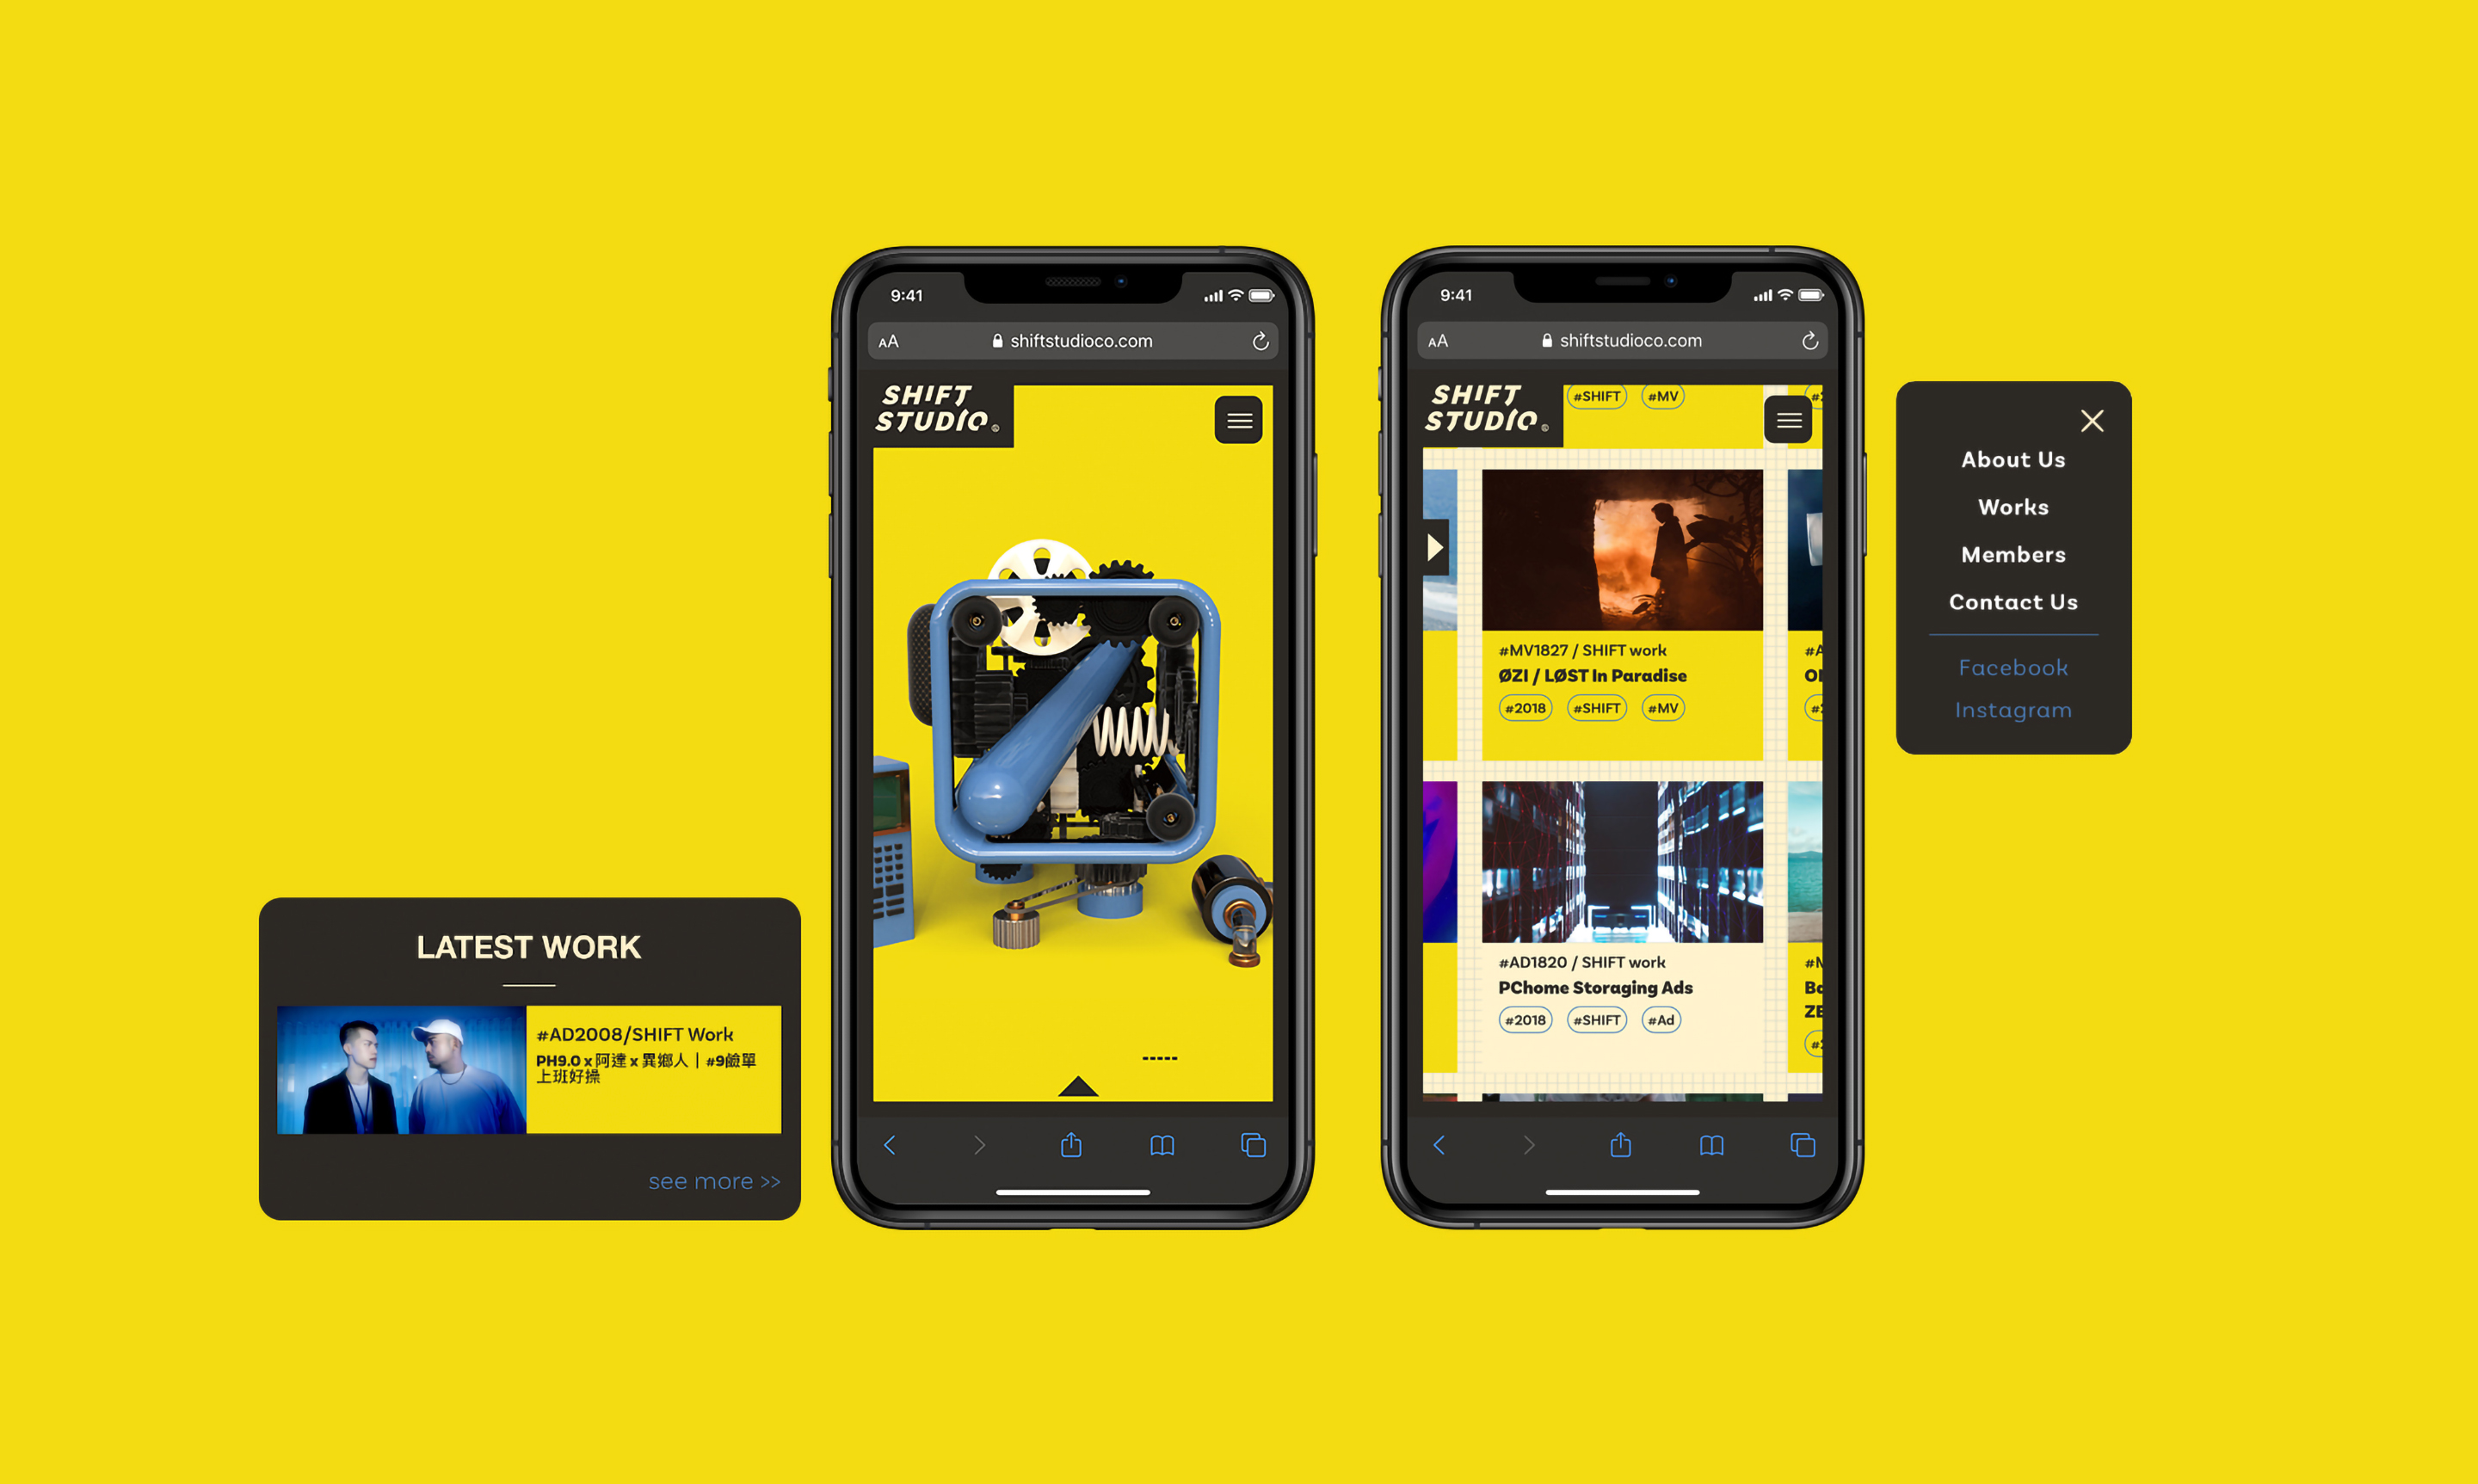 LATEST WORK
#AD2008/SHIFT Work
PH9.0 x 阿達 x 異鄉人｜#9鹼單
上班好操
see more >>
9:41
AA
shiftstudioco.com
SHIFT
STUDIO
9:41
AA
shiftstudioco.com
SHIFT
STUDIO
#SHIFT #MV
#MV1827 / SHIFT work
ØZI / LØST In Paradise
#2018 #SHIFT #MV
#AD1820 / SHIFT work
PChome Storaging Ads
#2018 #SHIFT #Ad
About Us
Works
Members
Contact Us
Facebook
Instagram